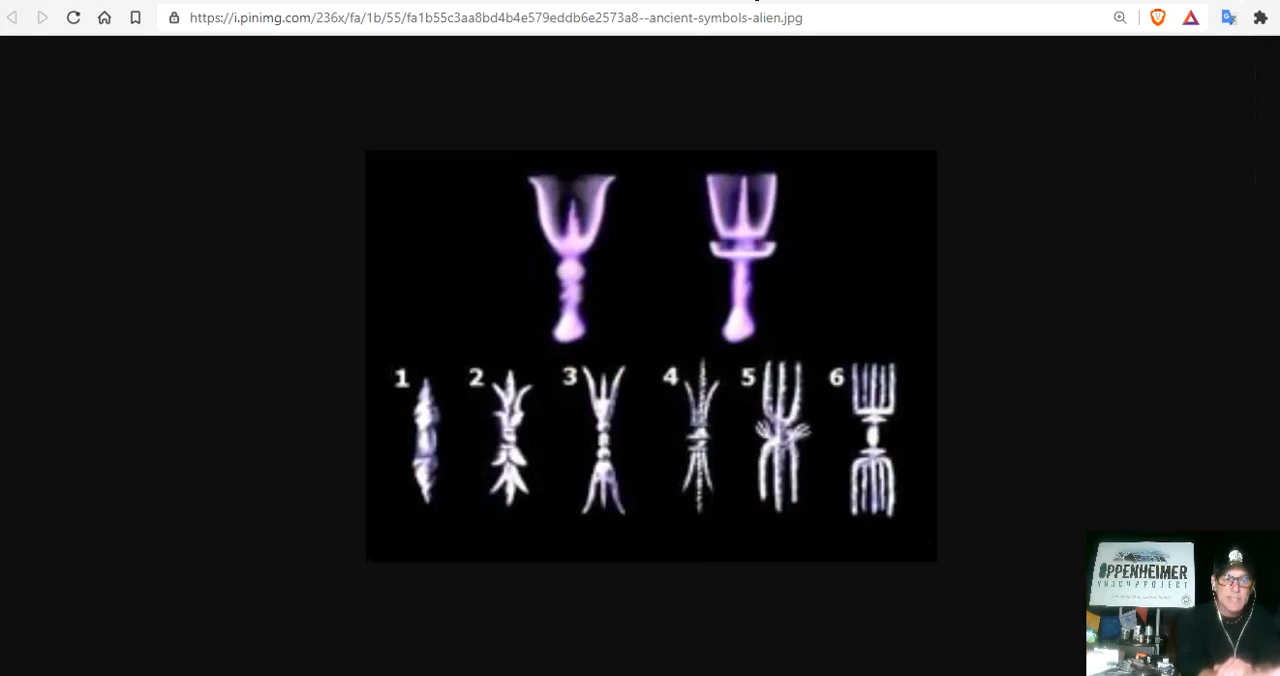 https://i.pinimg.com/236x/fa/1b/55/fa1b55c3aa8bd4b4e579eddb6e2573a8--ancient-symbols-alien.jpg
1 2 3 4 5 6
OPPENHEIMER
PROJECT